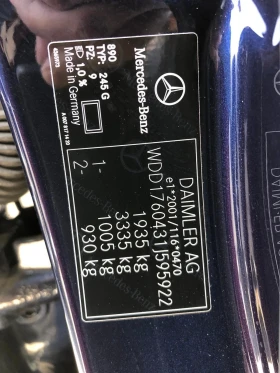 DAIMLER AG
e1*2001/116*0470
WDD1760431J595922
1935 kg
3335 kg
1- 1005 kg
2- 930 kg
Mercedes-Benz
890
TYP: 245 G
PZ: 9
1,0 %
Made in Germany